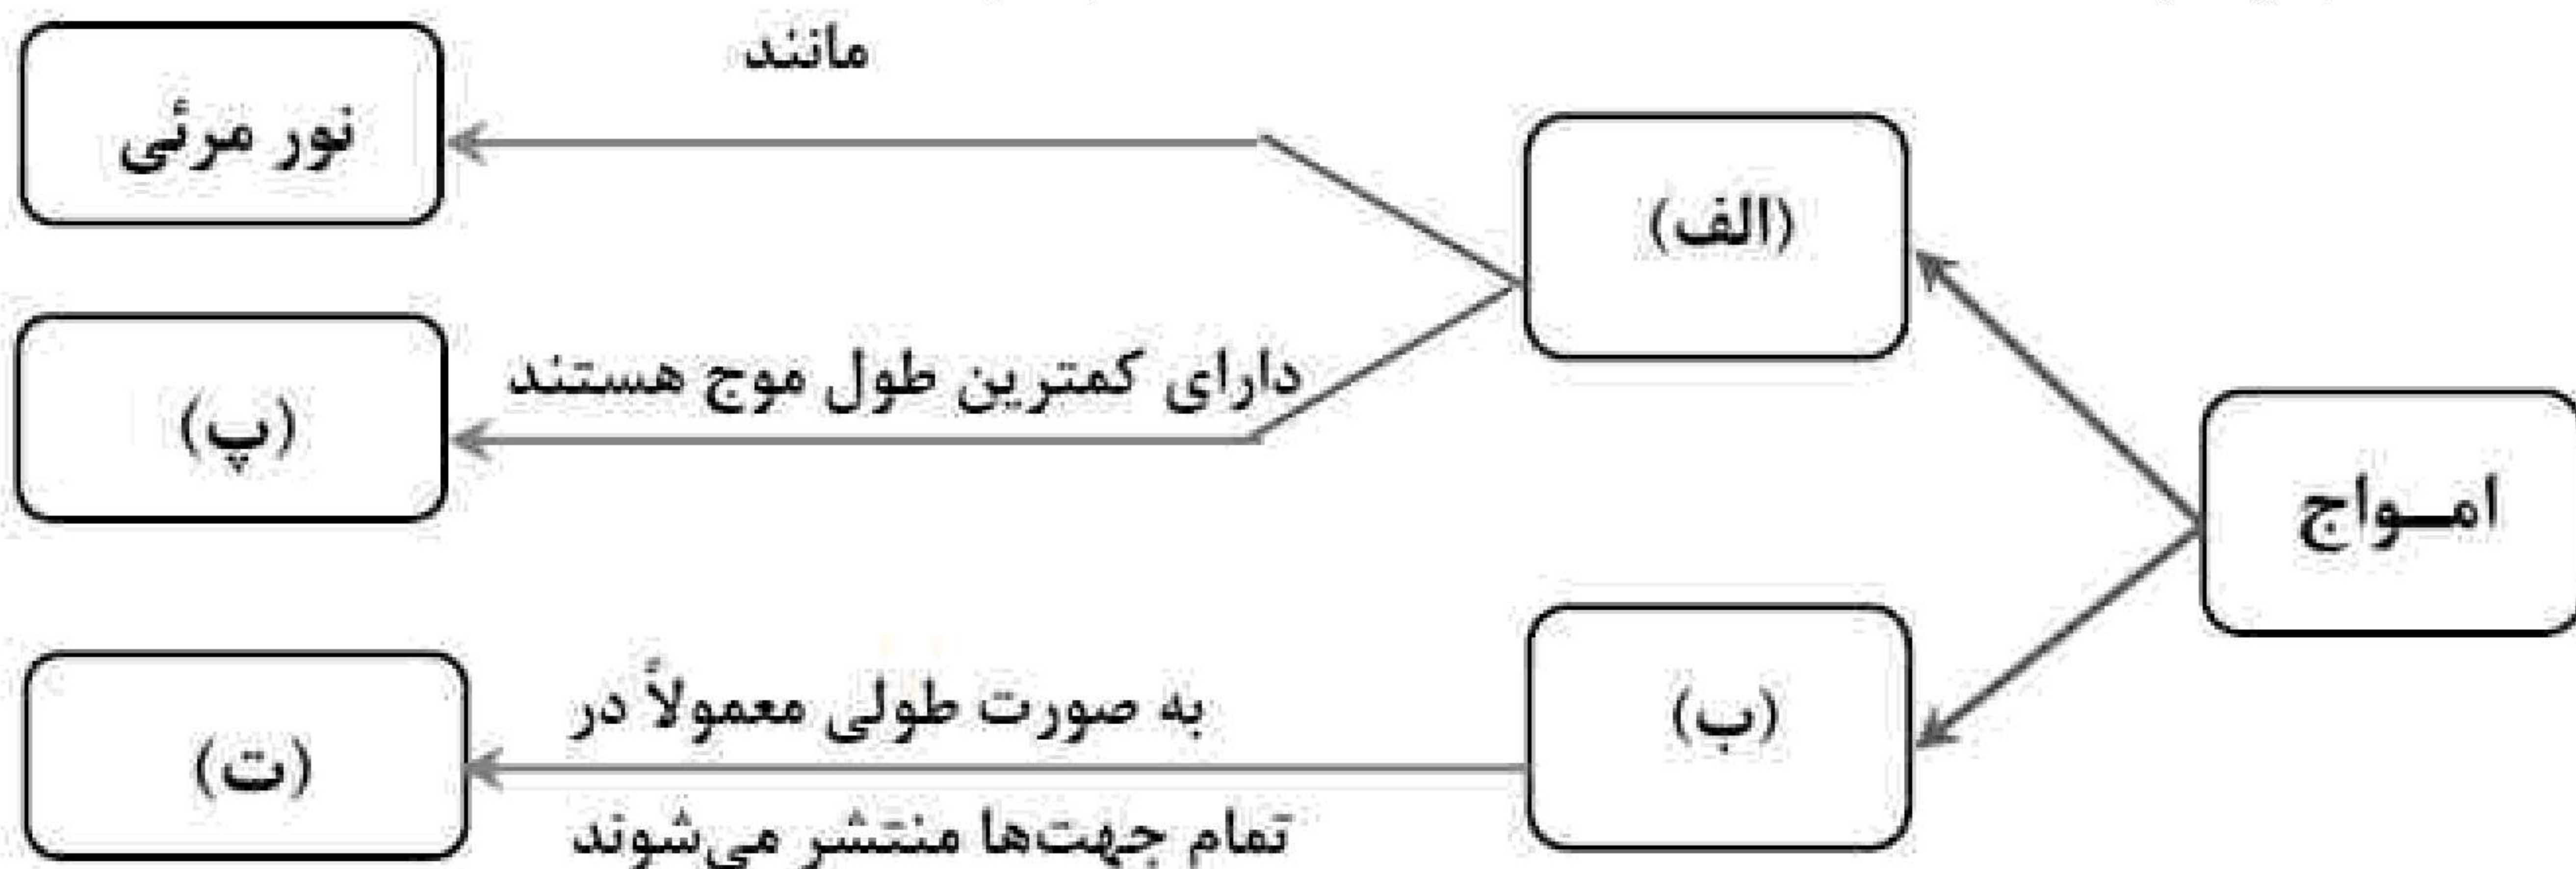 امـواج
(الف)
مانند
نور مرئی
دارای کمترین طول موج هستند
(پ)
(ب)
به صورت طولی معمولاً در
تمام جهت‌ها منتشر می‌شوند
(ت)